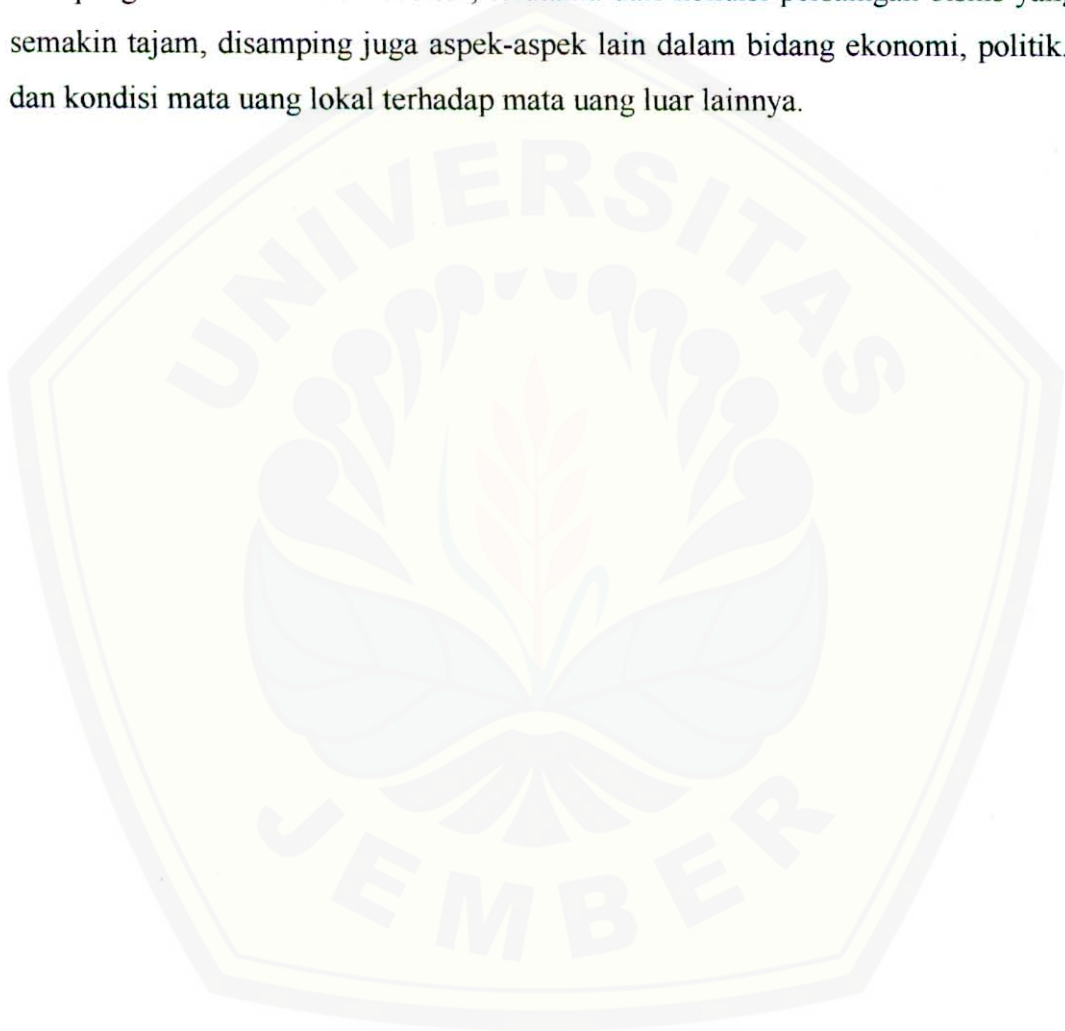 semakin tajam, disamping juga aspek-aspek lain dalam bidang ekonomi, politik,
dan kondisi mata uang lokal terhadap mata uang luar lainnya.
UNIVERSITAS
JEMBER